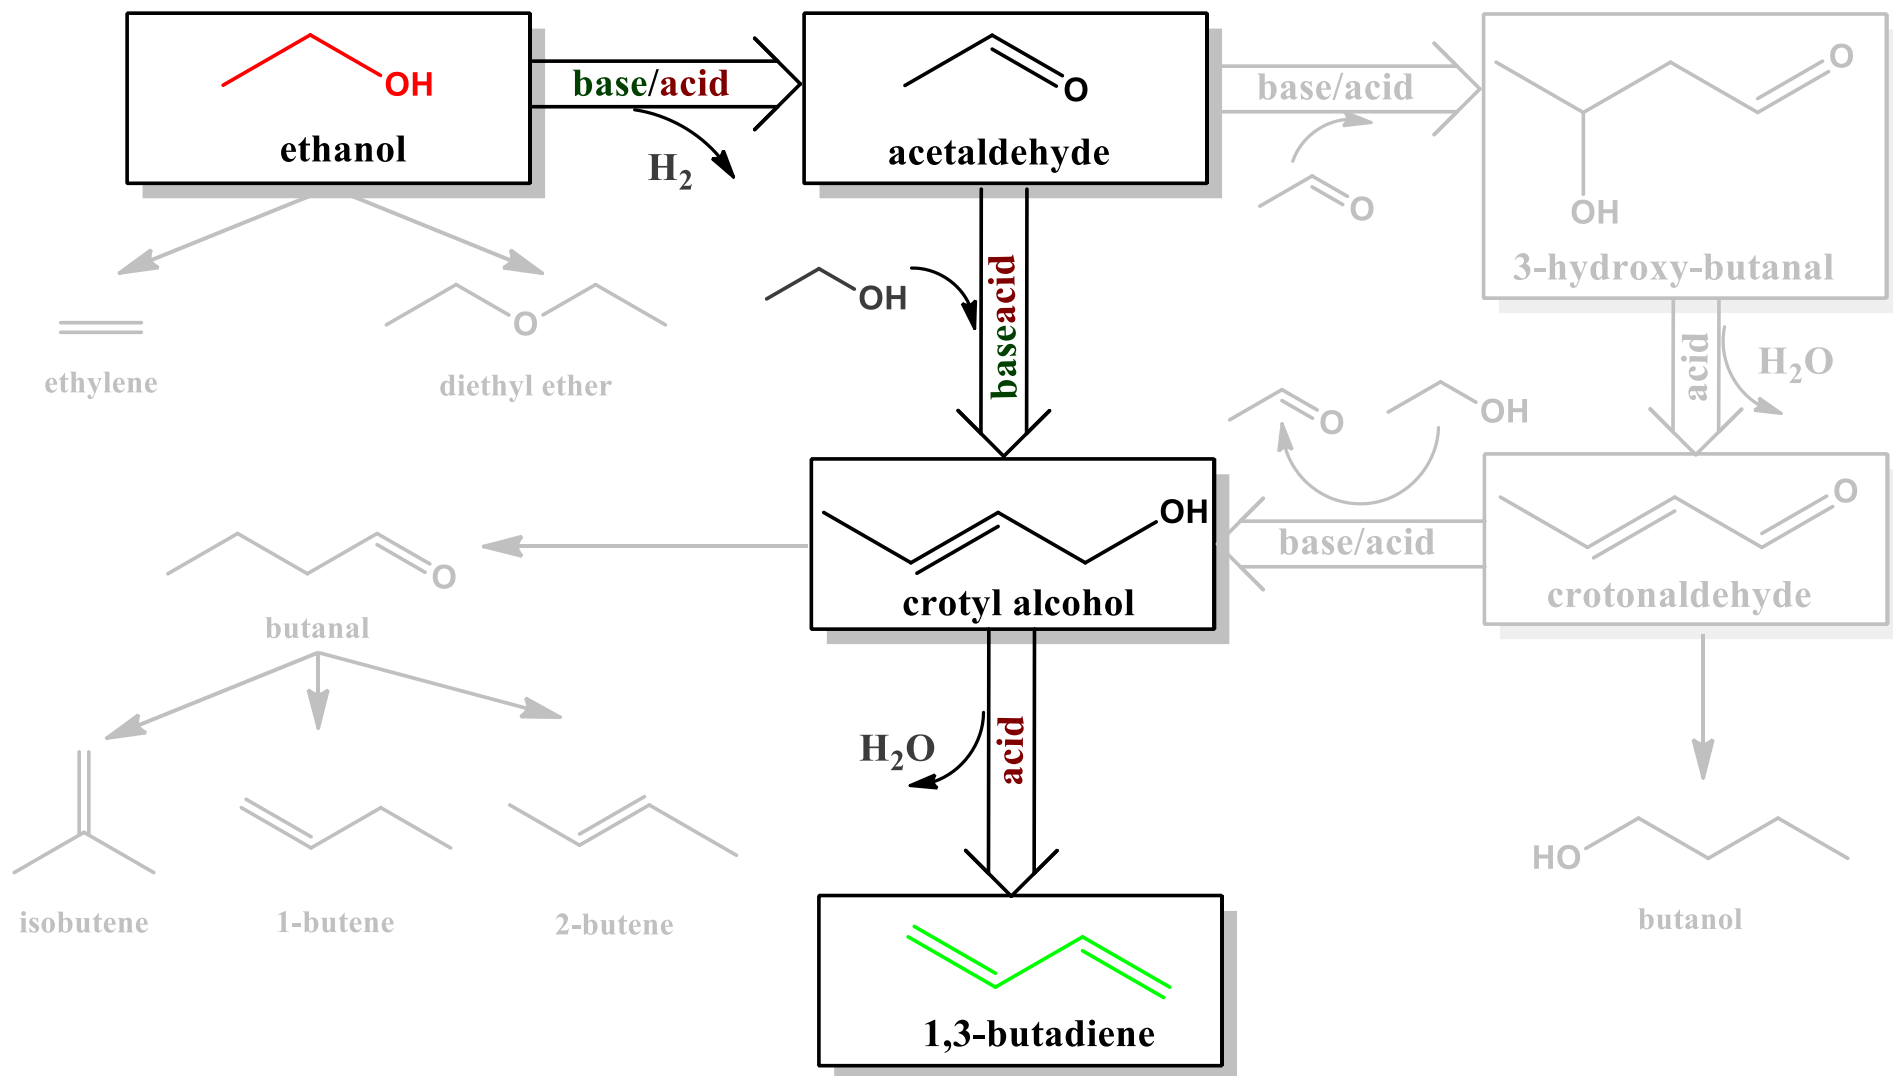 OH
ethanol
base/acid
H₂
O
acetaldehyde
base/acid
O
O
OH
3-hydroxy-butanal
ethylene
O
diethyl ether
OH
baseacid
acid
H₂O
O
OH
O
butanal
OH
crotyl alcohol
base/acid
O
crotonaldehyde
H₂O
acid
isobutene
1-butene
2-butene
HO
butanol
1,3-butadiene